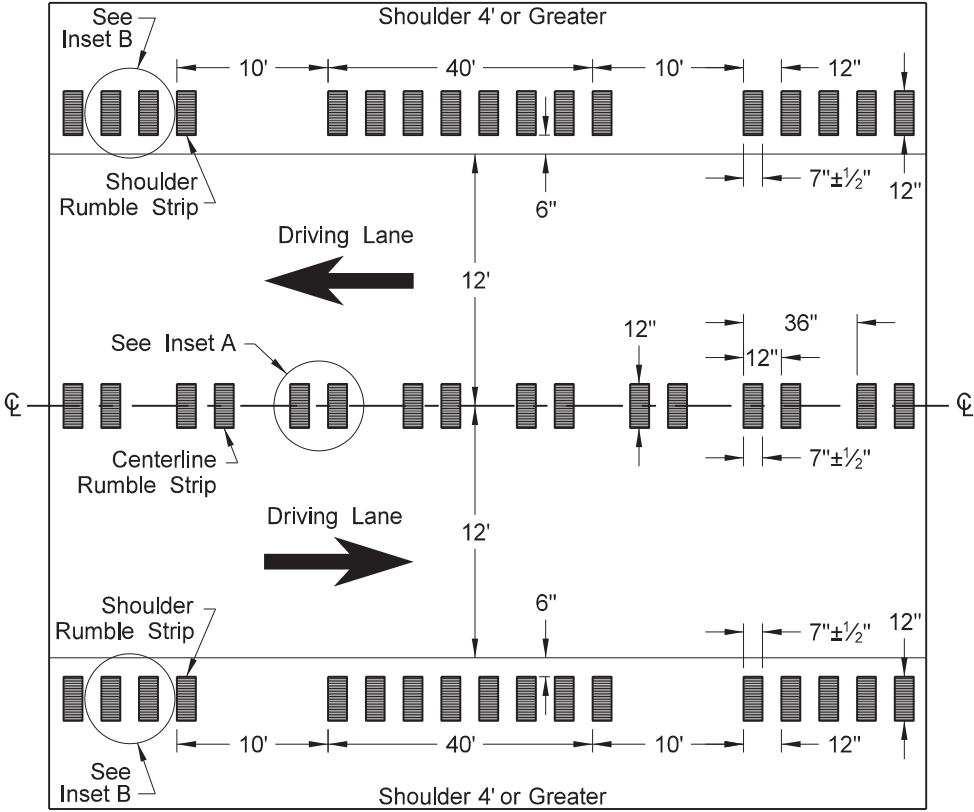 Shoulder 4' or Greater
See
Inset B
10'
40'
10'
12"
Shoulder
Rumble Strip
6"
7"±½"
12"
Driving Lane
12'
See Inset A
12"
36"
12"
℄
℄
Centerline
Rumble Strip
7"±½"
Driving Lane
12'
Shoulder
Rumble Strip
6"
7"±½"
12"
10'
40'
10'
12"
See
Inset B
Shoulder 4' or Greater